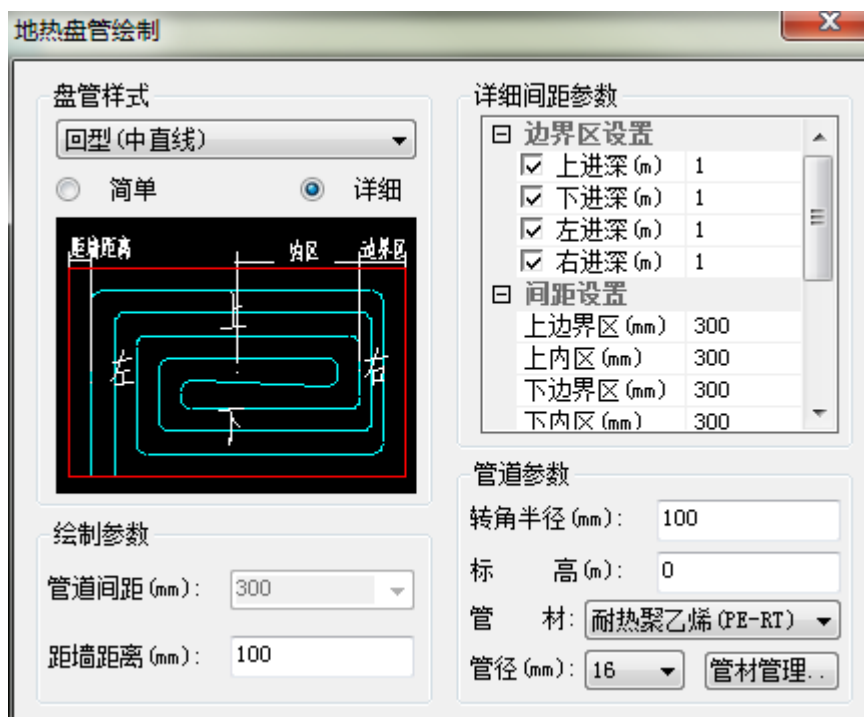 地热盘管绘制
盘管样式
回型(中直线)
简单 详细
距墙距离 内区 边界区
上
左 右
下
绘制参数
管道间距(mm): 300
距墙距离(mm): 100
详细间距参数
边界区设置
上进深(m) 1
下进深(m) 1
左进深(m) 1
右进深(m) 1
间距设置
上边界区(mm) 300
上内区(mm) 300
下边界区(mm) 300
下内区(mm) 300
管道参数
转角半径(mm): 100
标 高(m): 0
管 材: 耐热聚乙烯(PE-RT)
管径(mm): 16 管材管理..